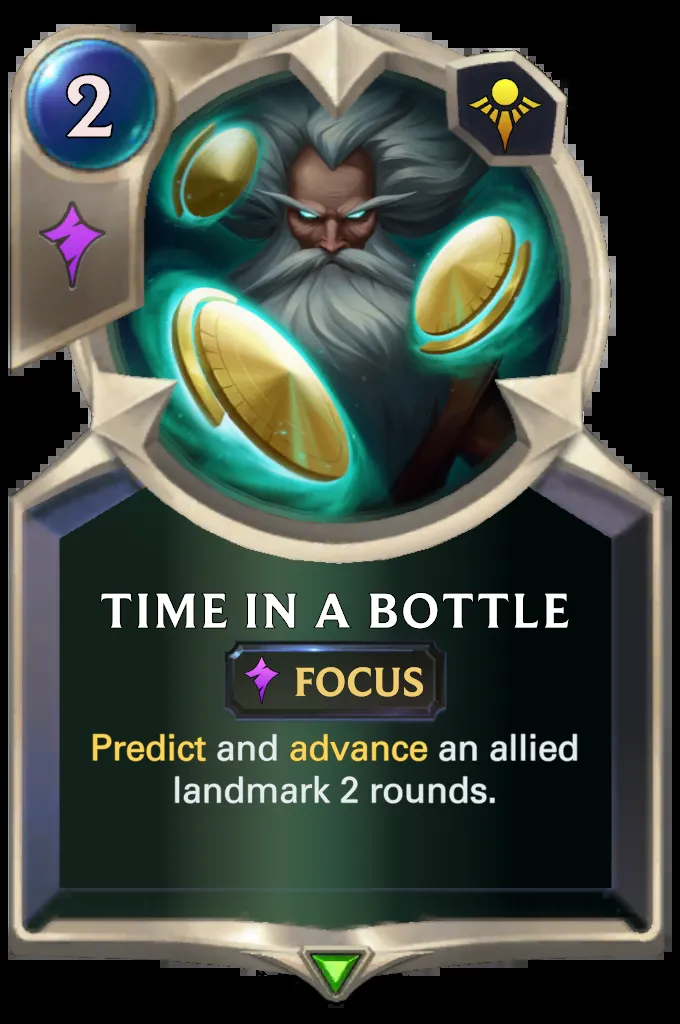 2
TIME IN A BOTTLE
FOCUS
Predict and advance an allied
landmark 2 rounds.